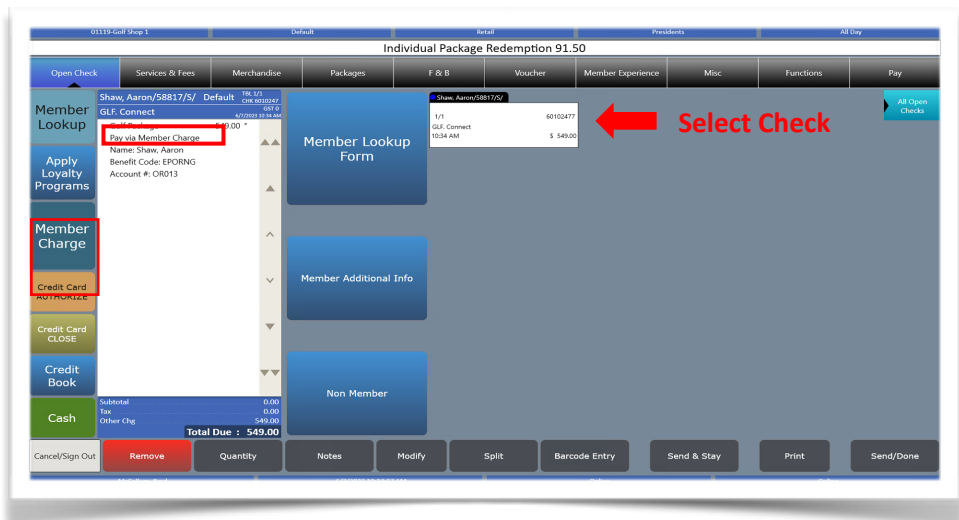 01119-Golf Shop 1 Default Retail Presidents All Day
Individual Package Redemption 91.50
Open Check Services & Fees Merchandise Packages F & B Voucher Member Experience Misc Functions Pay
Member
Lookup
Apply
Loyalty
Programs
Member
Charge
Credit Card
AUTHORIZE
Credit Card
CLOSE
Credit
Book
Cash
Shaw, Aaron/58817/S/ Default TBL 1/1
CHK 6010247
GLF. Connect GST 0
6/7/2023 10:34 AM
Golf Package 549.00 *
Pay via Member Charge
Name: Shaw, Aaron
Benefit Code: EPORNG
Account #: OR013
Subtotal 0.00
Tax 0.00
Other Chg 549.00
Total Due : 549.00
Member Lookup
Form
Member Additional Info
Non Member
Shaw, Aaron/58817/S/
1/1 60102477
GLF. Connect
10:34 AM $ 549.00
Select Check
All Open
Checks
Cancel/Sign Out Remove Quantity Notes Modify Split Barcode Entry Send & Stay Print Send/Done